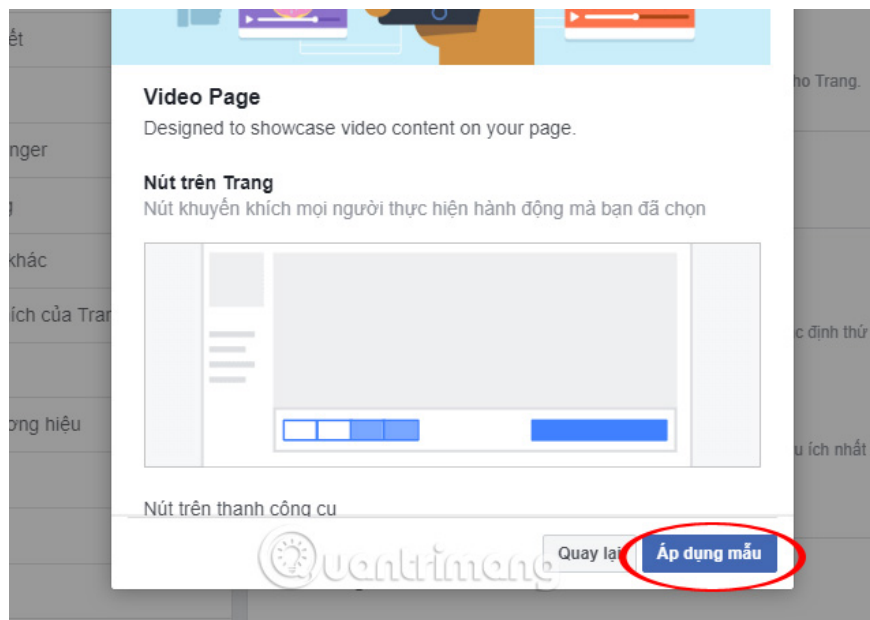 ết
ho Trang.
Video Page
Designed to showcase video content on your page.
nger
Nút trên Trang
Nút khuyến khích mọi người thực hiện hành động mà bạn đã chọn
khác
ích của Tran
c định thứ
ơng hiệu
u ích nhất
Nút trên thanh công cụ
Quay lại
Áp dụng mẫu
Quantrimang